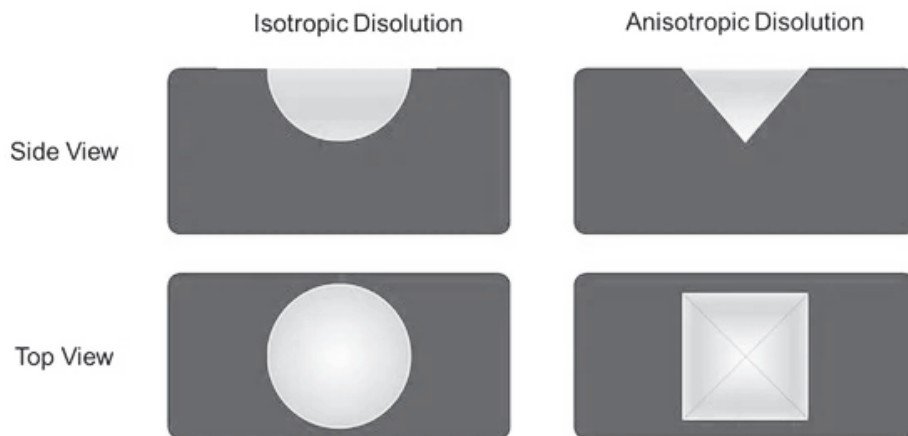 Isotropic Disolution
Anisotropic Disolution
Side View
Top View